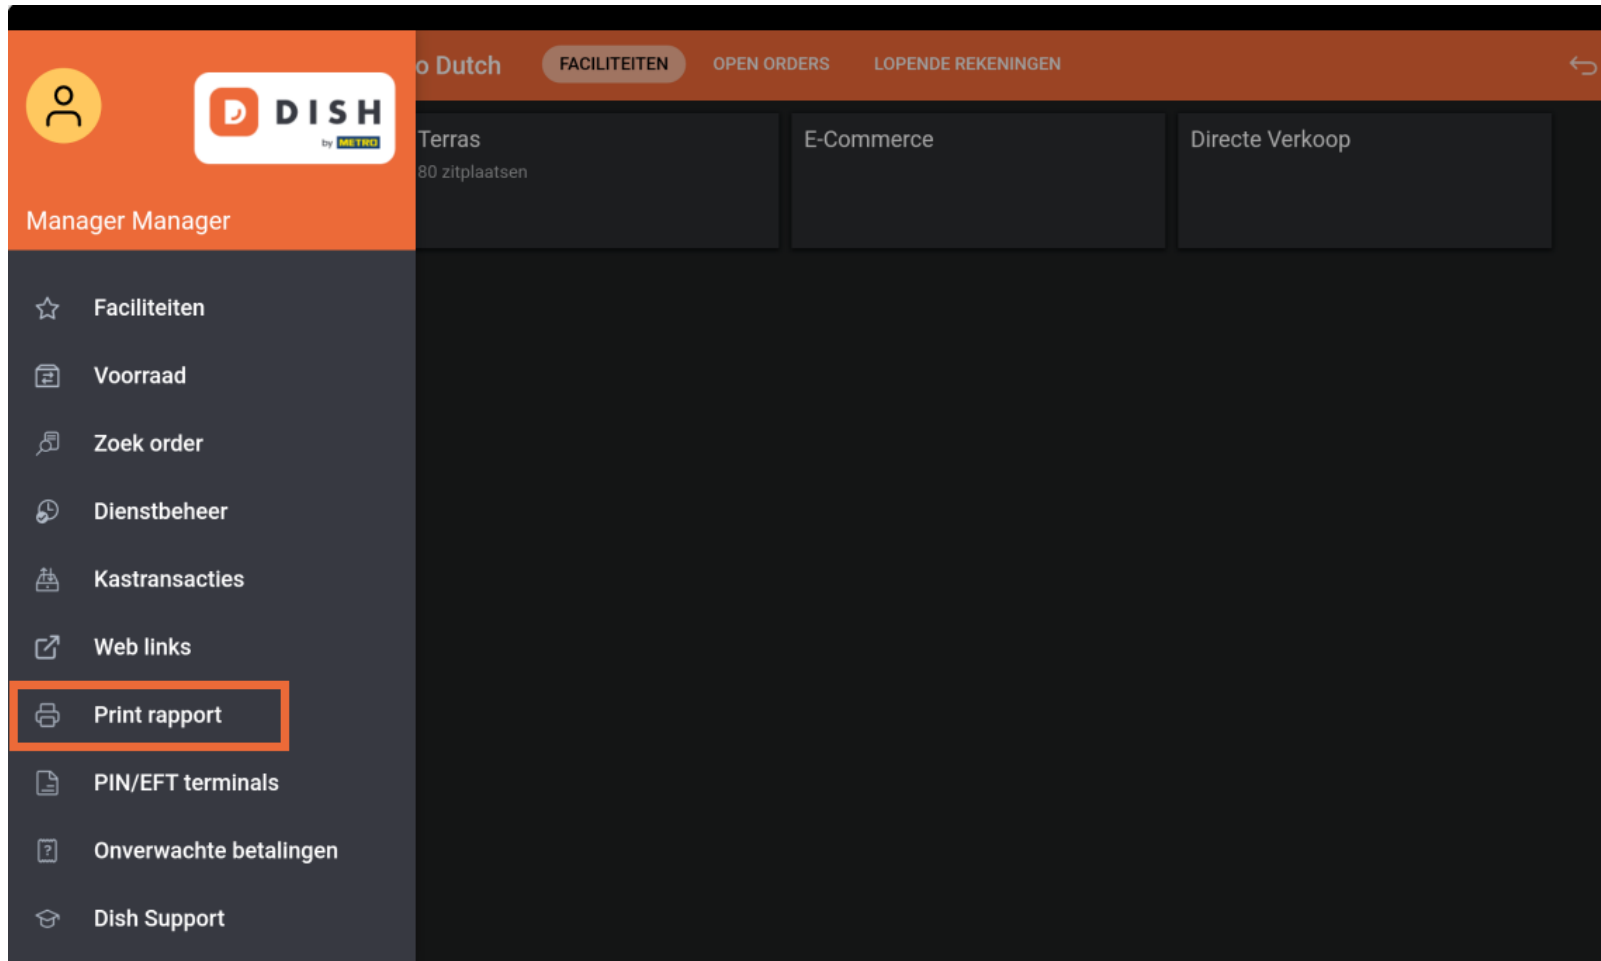 DISH
by METRO
Manager Manager
Faciliteiten
Voorraad
Zoek order
Dienstbeheer
Kastransacties
Web links
Print rapport
PIN/EFT terminals
Onverwachte betalingen
Dish Support
o Dutch FACILITEITEN OPEN ORDERS LOPENDE REKENINGEN
Terras
80 zitplaatsen
E-Commerce
Directe Verkoop